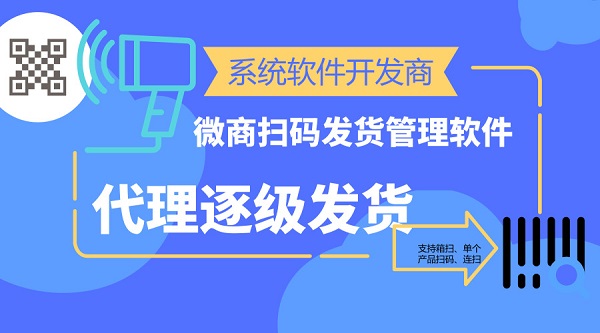 系统软件开发商
微商扫码发货管理软件
代理逐级发货
支持箱扫、单个
产品扫码、连扫